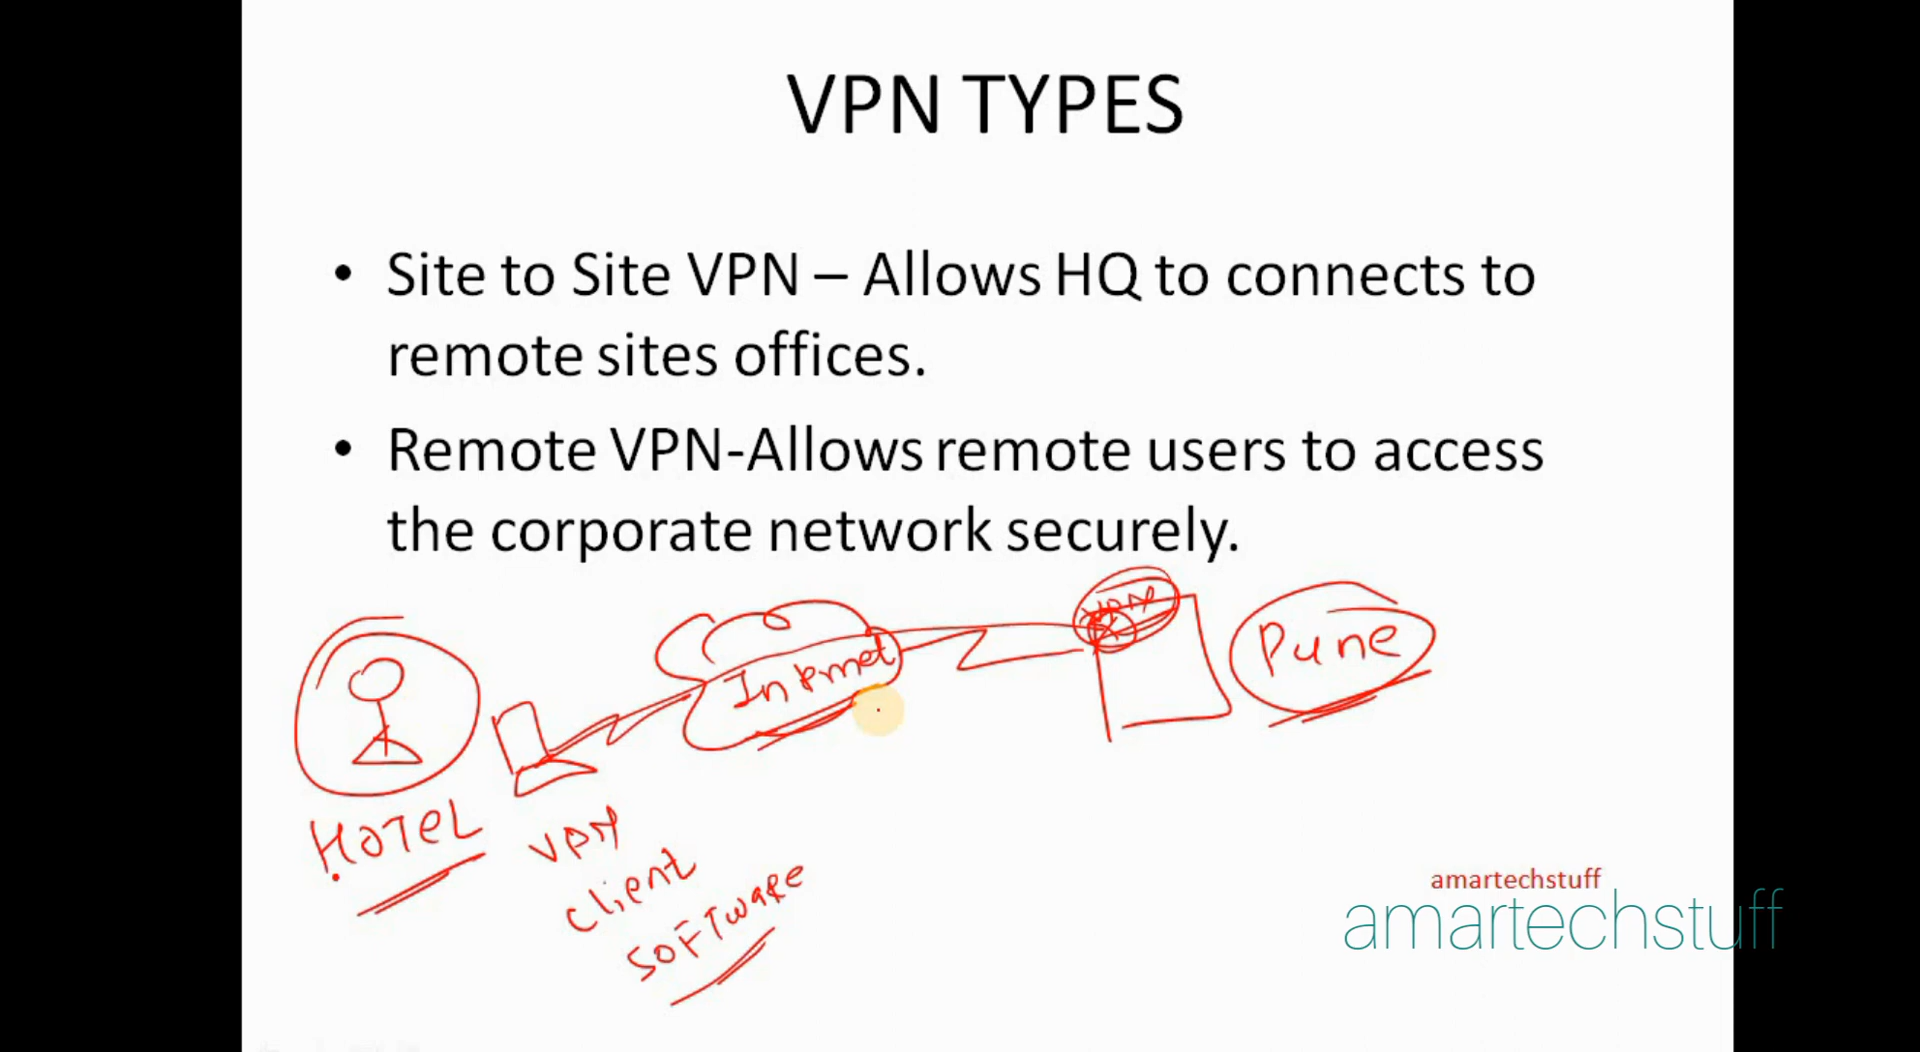 VPN TYPES
• Site to Site VPN – Allows HQ to connects to
remote sites offices.
• Remote VPN-Allows remote users to access
the corporate network securely.
VPN
Internet
Pune
HOTEL
VPN
Client
SOFTware
amartechstuff
amartechstuff